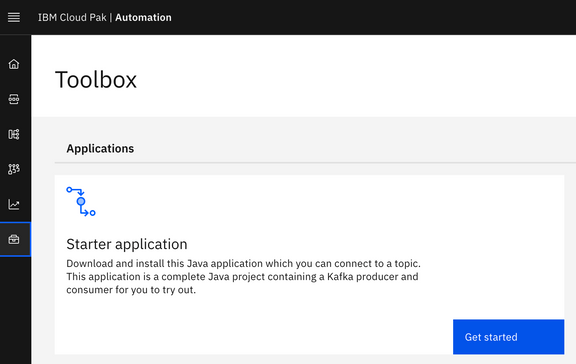 IBM Cloud Pak | Automation
Toolbox
Applications
Starter application
Download and install this Java application which you can connect to a topic.
This application is a complete Java project containing a Kafka producer and
consumer for you to try out.
Get started